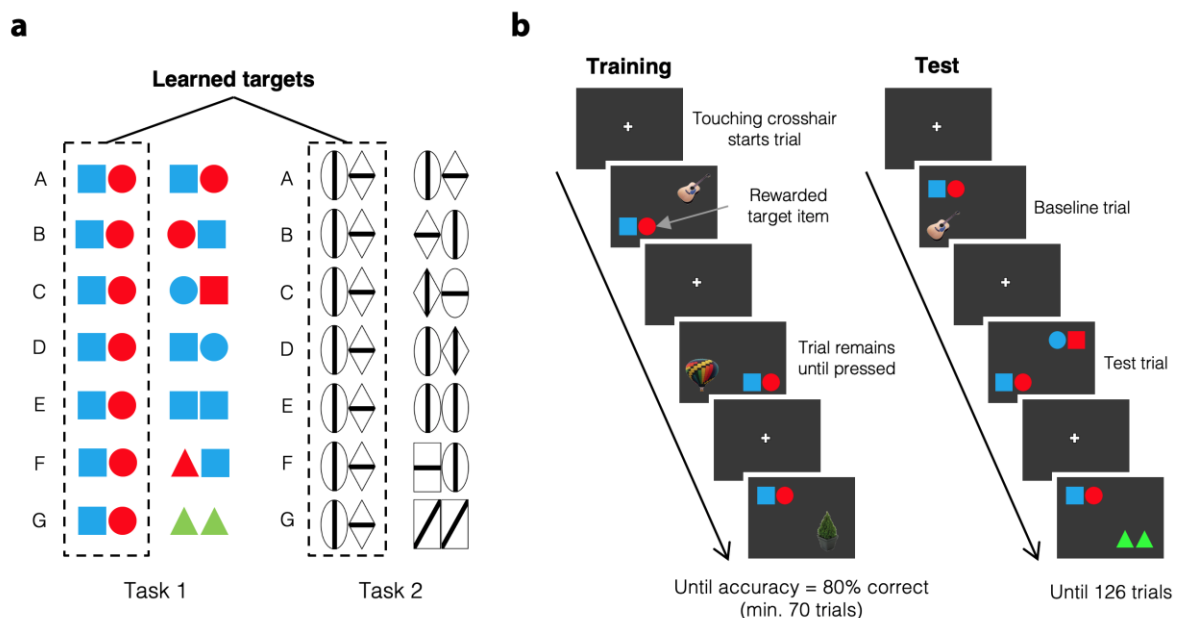 a
Learned targets
A
B
C
D
E
F
G
Task 1
A
B
C
D
E
F
G
Task 2
b
Training
Touching crosshair
starts trial
Rewarded
target item
Trial remains
until pressed
Until accuracy = 80% correct
(min. 70 trials)
Test
Baseline trial
Test trial
Until 126 trials